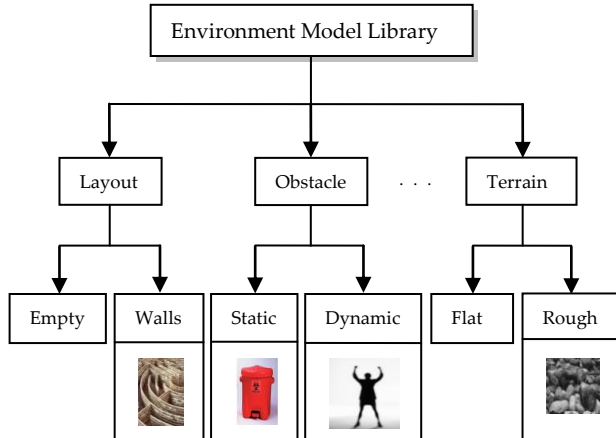 Environment Model Library
Layout
Obstacle
. . .
Terrain
Empty
Walls
Static
Dynamic
Flat
Rough